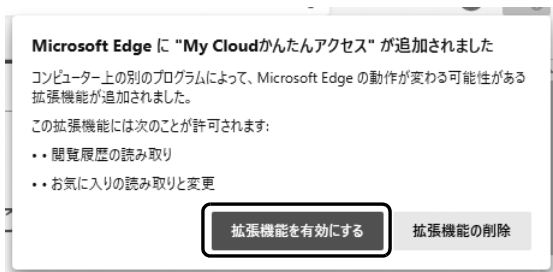 Microsoft Edge に "My Cloudかんたんアクセス" が追加されました
コンピューター上の別のプログラムによって、Microsoft Edge の動作が変わる可能性がある
拡張機能が追加されました。
この拡張機能には次のことが許可されます:
• • 閲覧履歴の読み取り
• • お気に入りの読み取りと変更
拡張機能を有効にする 拡張機能の削除